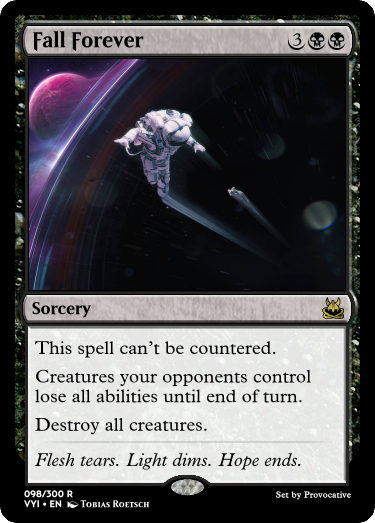 Fall Forever 3
Sorcery
This spell can't be countered.
Creatures your opponents control
lose all abilities until end of turn.
Destroy all creatures.
Flesh tears. Light dims. Hope ends.
098/300 R
VYI • EN Tobias Roetsch
Set by Provocative